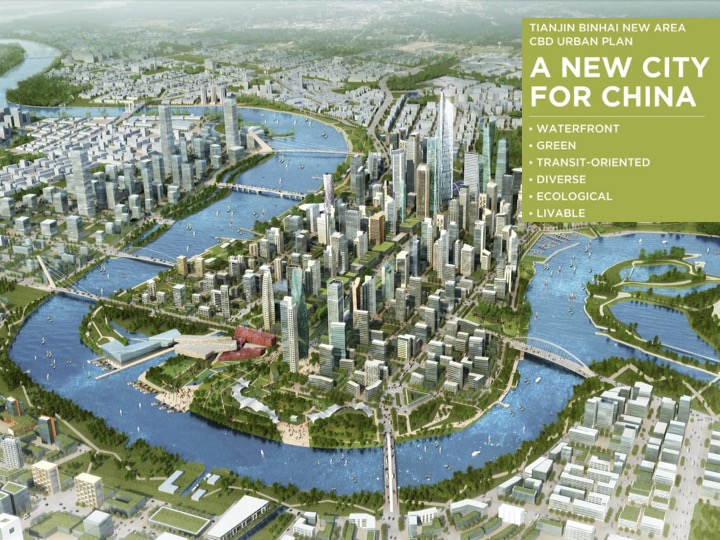 TIANJIN BINHAI NEW AREA
CBD URBAN PLAN
A NEW CITY
FOR CHINA
• WATERFRONT
• GREEN
• TRANSIT-ORIENTED
• DIVERSE
• ECOLOGICAL
• LIVABLE